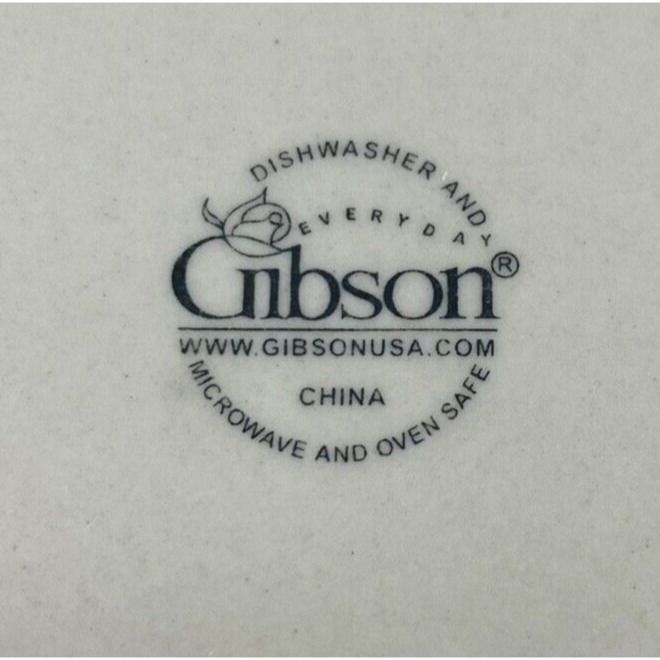 DISHWASHER AND
EVERYDAY
Gibson®
WWW.GIBSONUSA.COM
CHINA
MICROWAVE AND OVEN SAFE